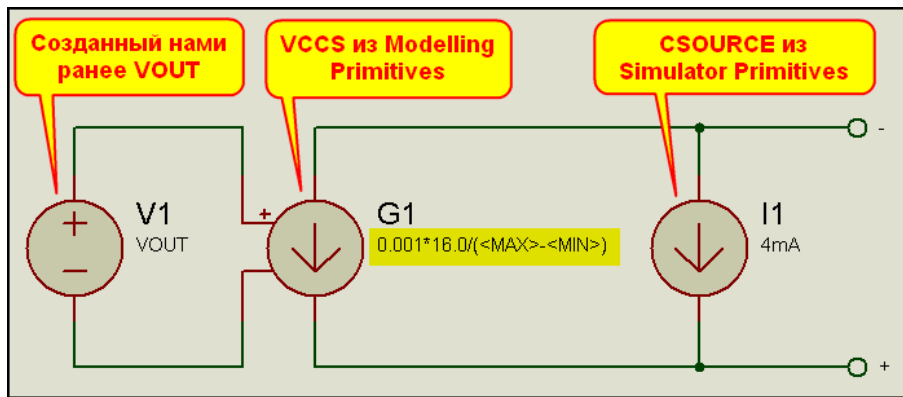 Созданный нами
ранее VOUT
VCCS из Modelling
Primitives
CSOURCE из
Simulator Primitives
-
+
V1
VOUT
+
-
G1
0.001*16.0/(<MAX>-<MIN>)
I1
4mA
+